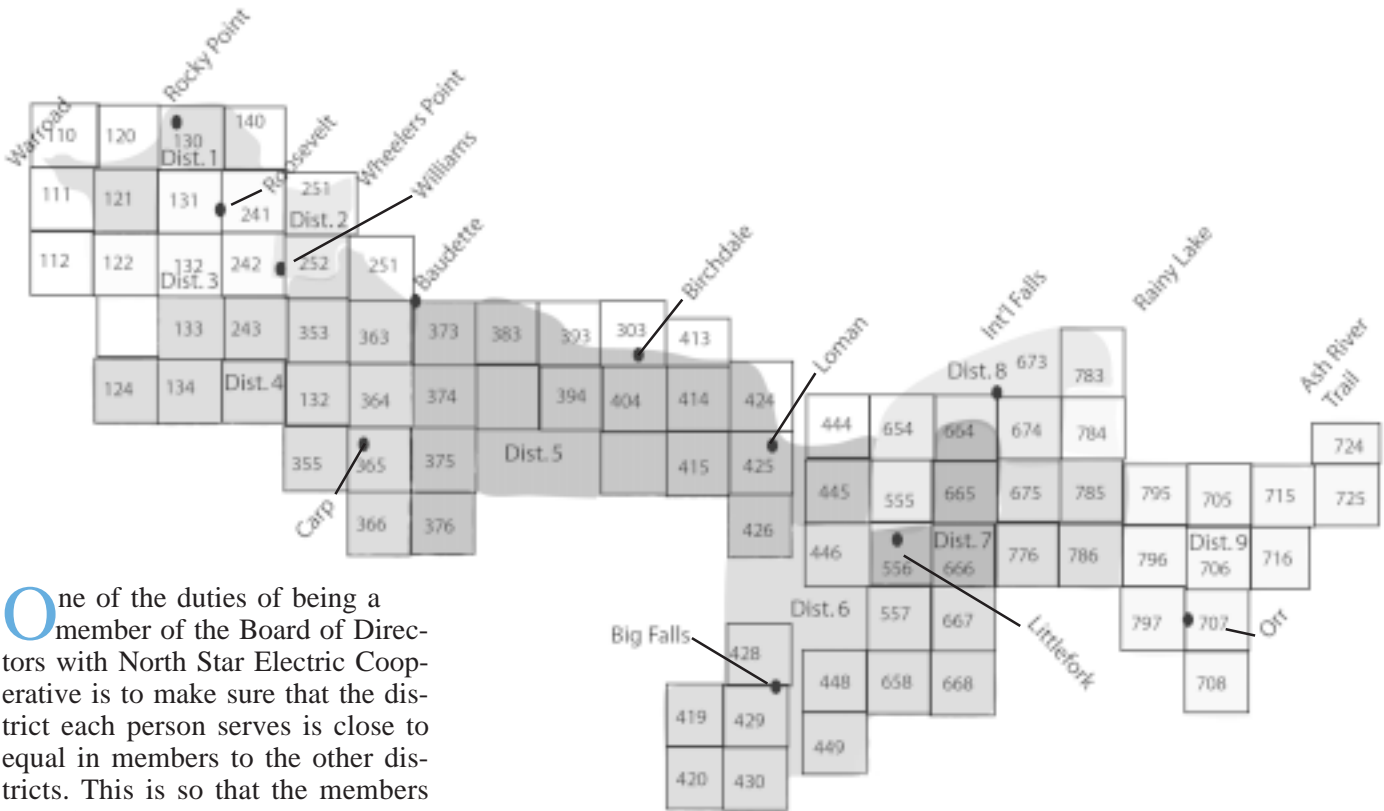 Rocky Point
Warroad
110 120 130 140
Dist. 1
Roosevelt
Wheelers Point
Williams
111 121 131 241 251
Dist. 2
Baudette
Birchdale
Rainy Lake
112 122 132 242 252 251
Dist. 3
Int'l Falls
Loman
Ash River
Trail
133 243 353 363 373 383 393 303 413
Dist. 8
673 783
124 134 Dist. 4 132 364 374 394 404 414 424
444 654 664 674 784
724
355 365 375 Dist. 5 415 425
445 555 665 675 785 795 705 715 725
Carp
366 376 426
446 556 Dist. 7 666 776 786 796 Dist. 9 706 716
Dist. 6 557 667 797 707 Orr
Big Falls
Littlefork
428
448 658 668 708
419 429
449
420 430
One of the duties of being a
member of the Board of Direc-
tors with North Star Electric Coop-
erative is to make sure that the dis-
trict each person serves is close to
equal in members to the other dis-
tricts. This is so that the members